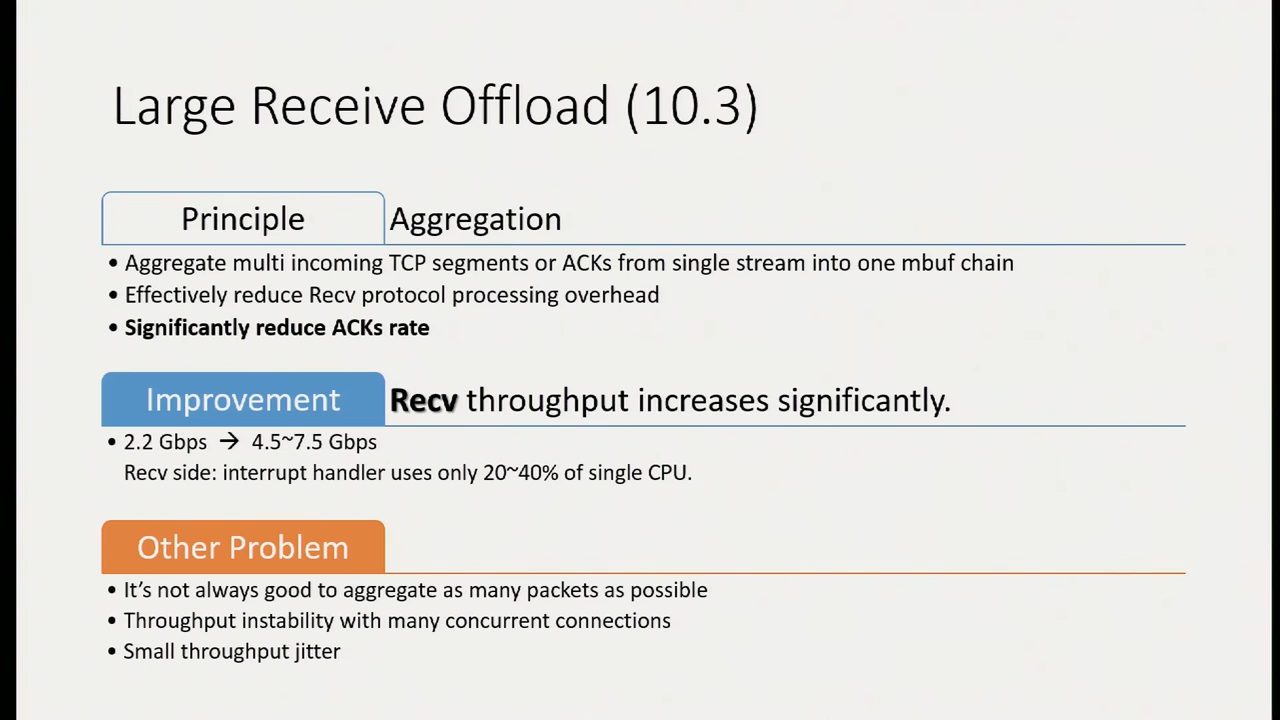 Large Receive Offload (10.3)
Principle
Aggregation
• Aggregate multi incoming TCP segments or ACKs from single stream into one mbuf chain
• Effectively reduce Recv protocol processing overhead
• Significantly reduce ACKs rate
Improvement
Recv throughput increases significantly.
• 2.2 Gbps → 4.5~7.5 Gbps
Recv side: interrupt handler uses only 20~40% of single CPU.
Other Problem
• It’s not always good to aggregate as many packets as possible
• Throughput instability with many concurrent connections
• Small throughput jitter